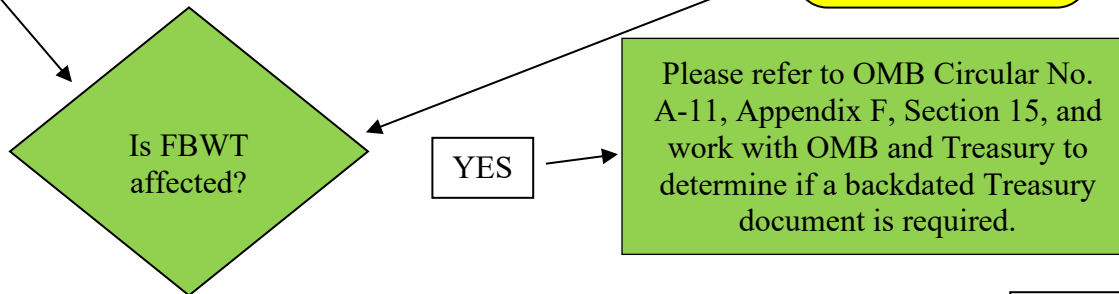 Is FBWT
affected?
YES
Please refer to OMB Circular No.
A-11, Appendix F, Section 15, and
work with OMB and Treasury to
determine if a backdated Treasury
document is required.